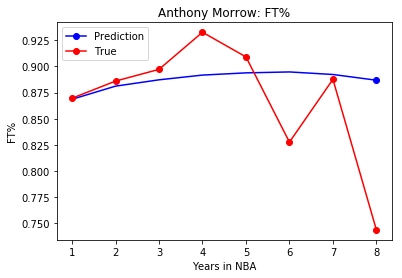 Anthony Morrow: FT%
Prediction
True
0.925
0.900
0.875
0.850
0.825
0.800
0.775
0.750
FT%
1 2 3 4 5 6 7 8
Years in NBA